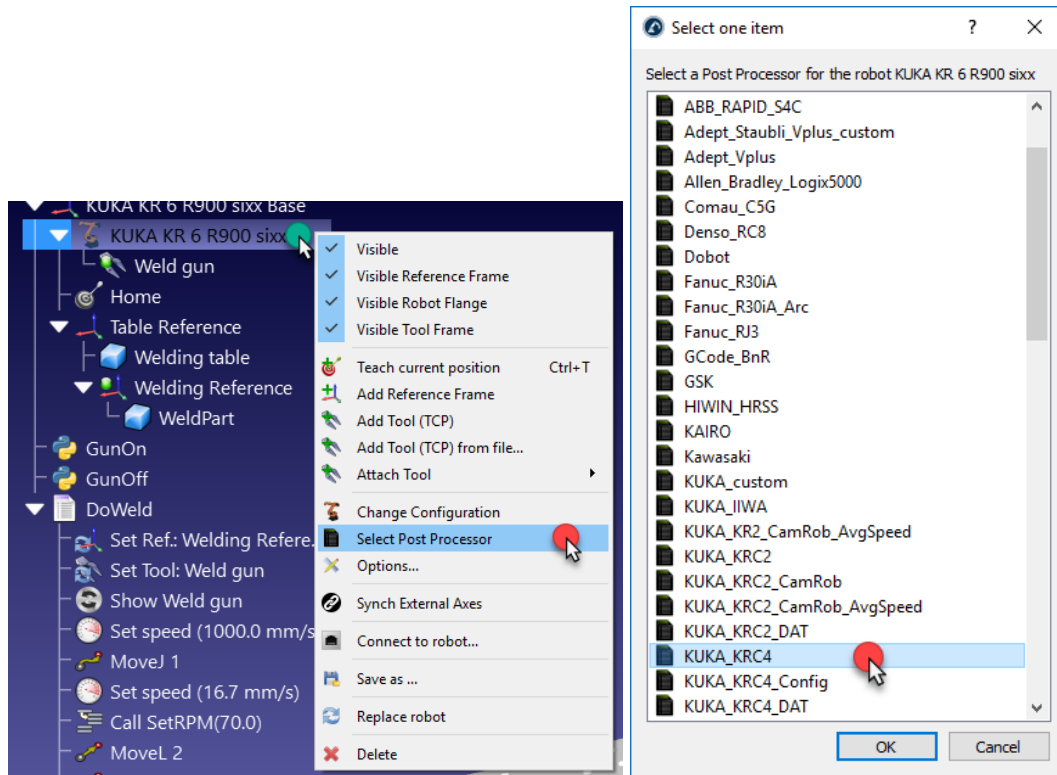 KUKA KR 6 R900 sixx Base
KUKA KR 6 R900 sixx
Weld gun
Home
Table Reference
Welding table
Welding Reference
WeldPart
GunOn
GunOff
DoWeld
Set Ref.: Welding Refere.
Set Tool: Weld gun
Show Weld gun
Set speed (1000.0 mm/s
MoveJ 1
Set speed (16.7 mm/s)
Call SetRPM(70.0)
MoveL 2
Visible
Visible Reference Frame
Visible Robot Flange
Visible Tool Frame
Teach current position Ctrl+T
Add Reference Frame
Add Tool (TCP)
Add Tool (TCP) from file...
Attach Tool
Change Configuration
Select Post Processor
Options...
Synch External Axes
Connect to robot...
Save as ...
Replace robot
Delete
Select one item ?
Select a Post Processor for the robot KUKA KR 6 R900 sixx
ABB_RAPID_S4C
Adept_Staubli_Vplus_custom
Adept_Vplus
Allen_Bradley_Logix5000
Comau_C5G
Denso_RC8
Dobot
Fanuc_R30iA
Fanuc_R30iA_Arc
Fanuc_RJ3
GCode_BnR
GSK
HIWIN_HRSS
KAIRO
Kawasaki
KUKA_custom
KUKA_IIWA
KUKA_KR2_CamRob_AvgSpeed
KUKA_KRC2
KUKA_KRC2_CamRob
KUKA_KRC2_CamRob_AvgSpeed
KUKA_KRC2_DAT
KUKA_KRC4
KUKA_KRC4_Config
KUKA_KRC4_DAT
OK Cancel